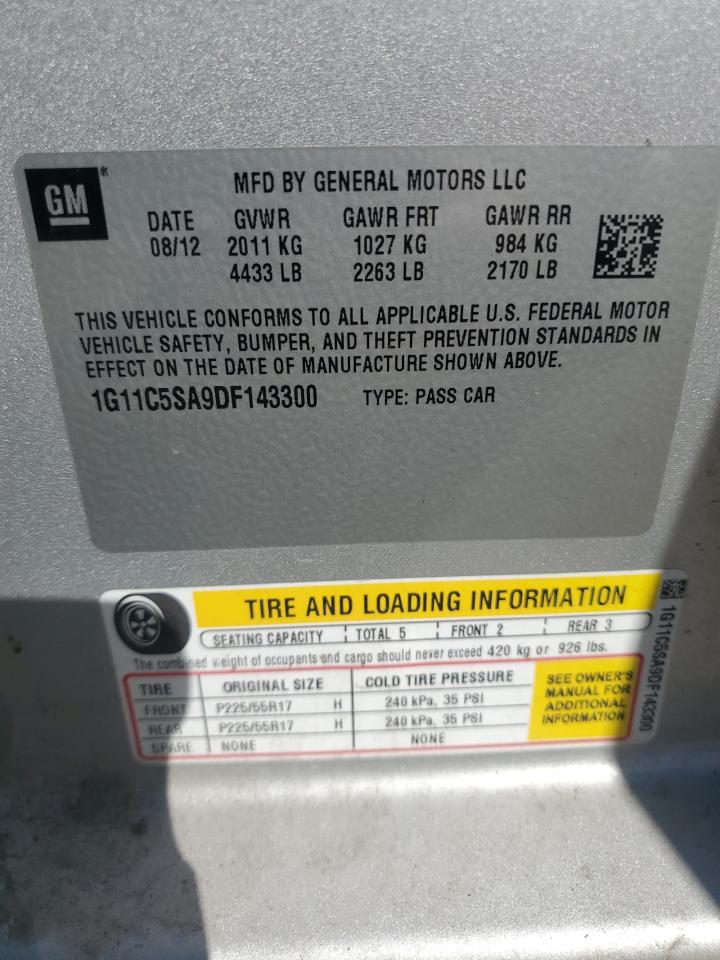 GM
®
MFD BY GENERAL MOTORS LLC
DATE GVWR GAWR FRT GAWR RR
08/12 2011 KG 1027 KG 984 KG
4433 LB 2263 LB 2170 LB
THIS VEHICLE CONFORMS TO ALL APPLICABLE U.S. FEDERAL MOTOR
VEHICLE SAFETY, BUMPER, AND THEFT PREVENTION STANDARDS IN
EFFECT ON THE DATE OF MANUFACTURE SHOWN ABOVE.
1G11C5SA9DF143300 TYPE: PASS CAR
TIRE AND LOADING INFORMATION
SEATING CAPACITY TOTAL 5 FRONT 2 REAR 3
The combined weight of occupants and cargo should never exceed 420 kg or 926 lbs.
TIRE ORIGINAL SIZE COLD TIRE PRESSURE
FRONT P225/55R17 H 240 kPa, 35 PSI
REAR P225/55R17 H 240 kPa, 35 PSI
SPARE NONE NONE
SEE OWNER'S
MANUAL FOR
ADDITIONAL
INFORMATION
1G11C5SA9DF143300